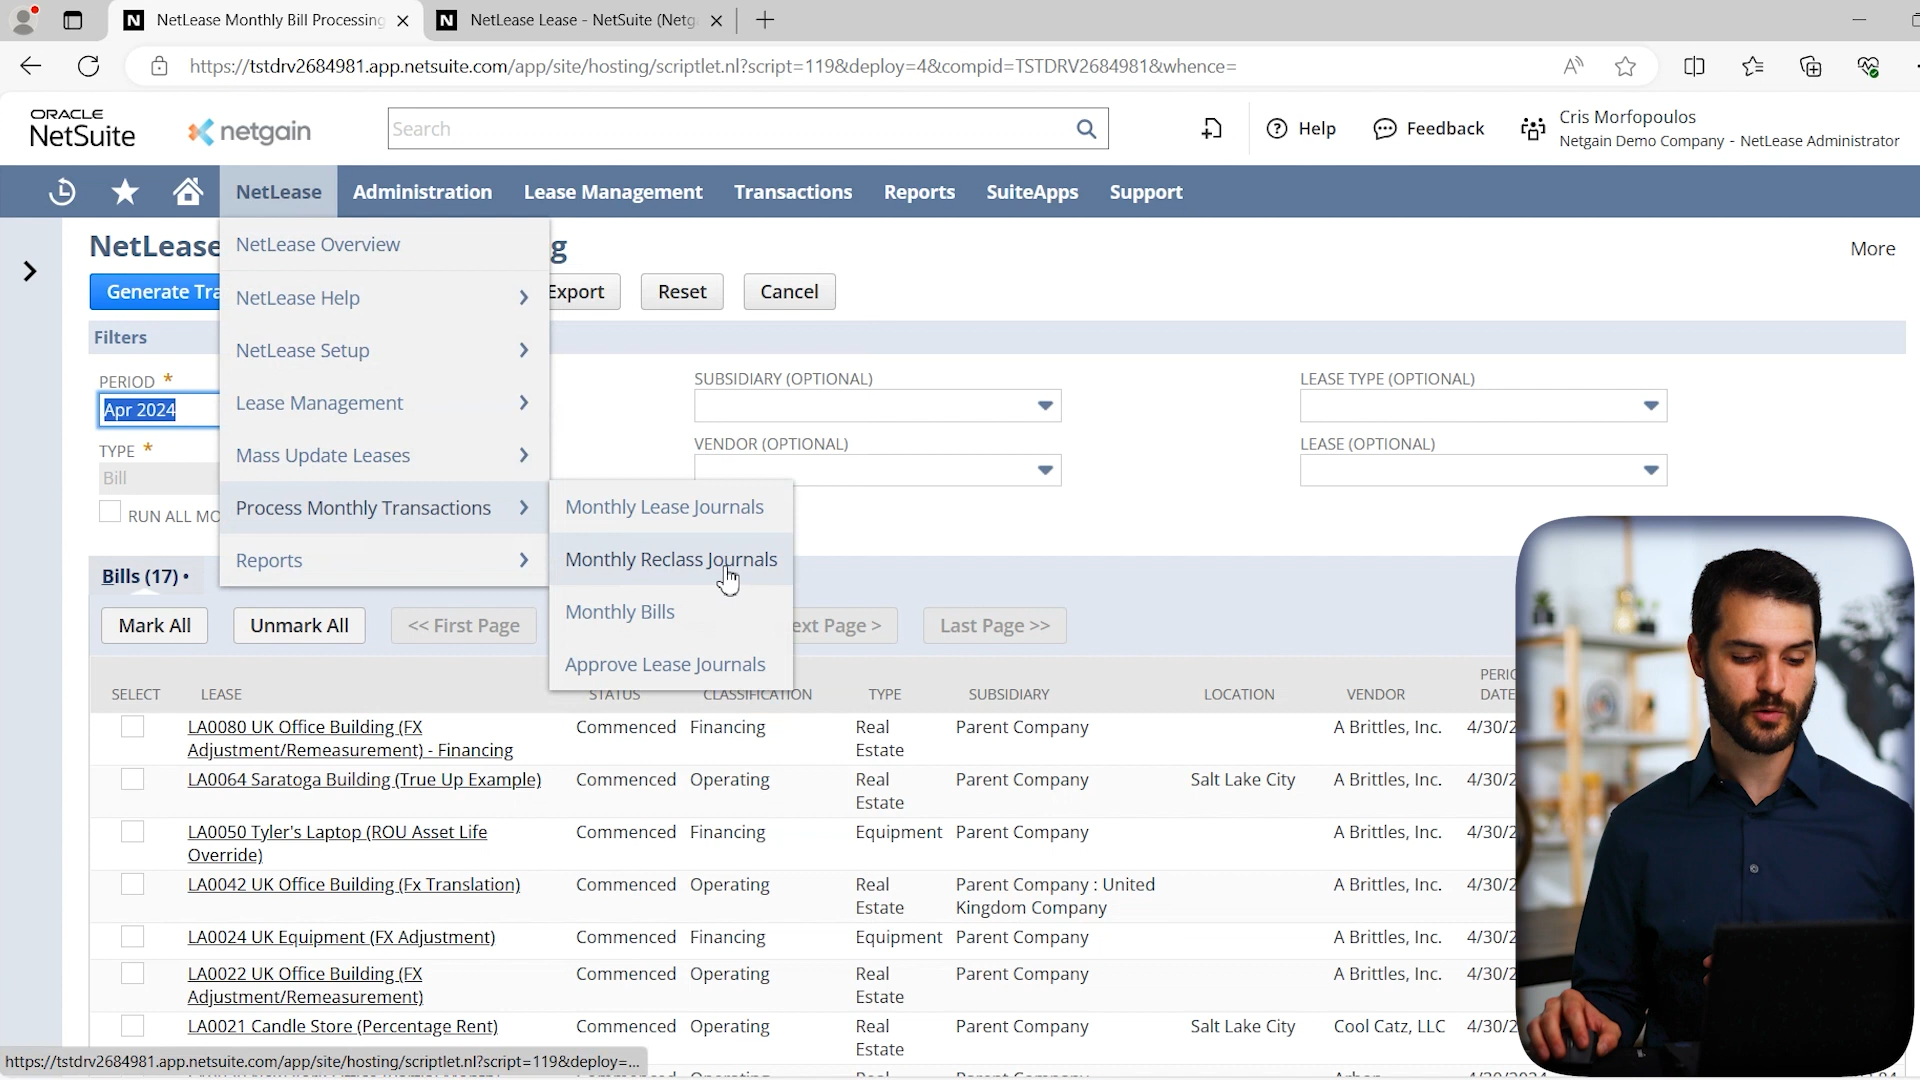 NetLease Monthly Bill Processing
NetLease Lease - NetSuite (Netg
https://tstdrv2684981.app.netsuite.com/app/site/hosting/scriptlet.nl?script=119&deploy=4&compid=TSTDRV2684981&whence=
ORACLE
NetSuite
netgain
Search
Help
Feedback
Cris Morfopoulos
Netgain Demo Company - NetLease Administrator
NetLease
Administration
Lease Management
Transactions
Reports
SuiteApps
Support
NetLease
g
More
Generate Tra
Export
Reset
Cancel
NetLease Overview
NetLease Help
NetLease Setup
Lease Management
Mass Update Leases
Process Monthly Transactions
Reports
Monthly Lease Journals
Monthly Reclass Journals
Monthly Bills
Approve Lease Journals
Filters
PERIOD *
Apr 2024
TYPE *
Bill
RUN ALL MO
SUBSIDIARY (OPTIONAL)
VENDOR (OPTIONAL)
LEASE TYPE (OPTIONAL)
LEASE (OPTIONAL)
Bills (17) •
Mark All
Unmark All
<< First Page
ext Page >
Last Page >>
SELECT LEASE STATUS CLASSIFICATION TYPE SUBSIDIARY LOCATION VENDOR PERIO
DATE
LA0080 UK Office Building (FX Commenced Financing Real Parent Company A Brittles, Inc. 4/30/2
Adjustment/Remeasurement) - Financing Estate
LA0064 Saratoga Building (True Up Example) Commenced Operating Real Parent Company Salt Lake City A Brittles, Inc. 4/30/2
Estate
LA0050 Tyler's Laptop (ROU Asset Life Commenced Financing Equipment Parent Company A Brittles, Inc. 4/30/2
Override)
LA0042 UK Office Building (Fx Translation) Commenced Operating Real Parent Company : United A Brittles, Inc. 4/30/2
Estate Kingdom Company
LA0024 UK Equipment (FX Adjustment) Commenced Financing Equipment Parent Company A Brittles, Inc. 4/30/2
LA0022 UK Office Building (FX Commenced Operating Real Parent Company A Brittles, Inc. 4/30/2
Adjustment/Remeasurement) Estate
LA0021 Candle Store (Percentage Rent) Commenced Operating Real Parent Company Salt Lake City Cool Catz, LLC 4/30/2
Estate
https://tstdrv2684981.app.netsuite.com/app/site/hosting/scriptlet.nl?script=119&deploy=...